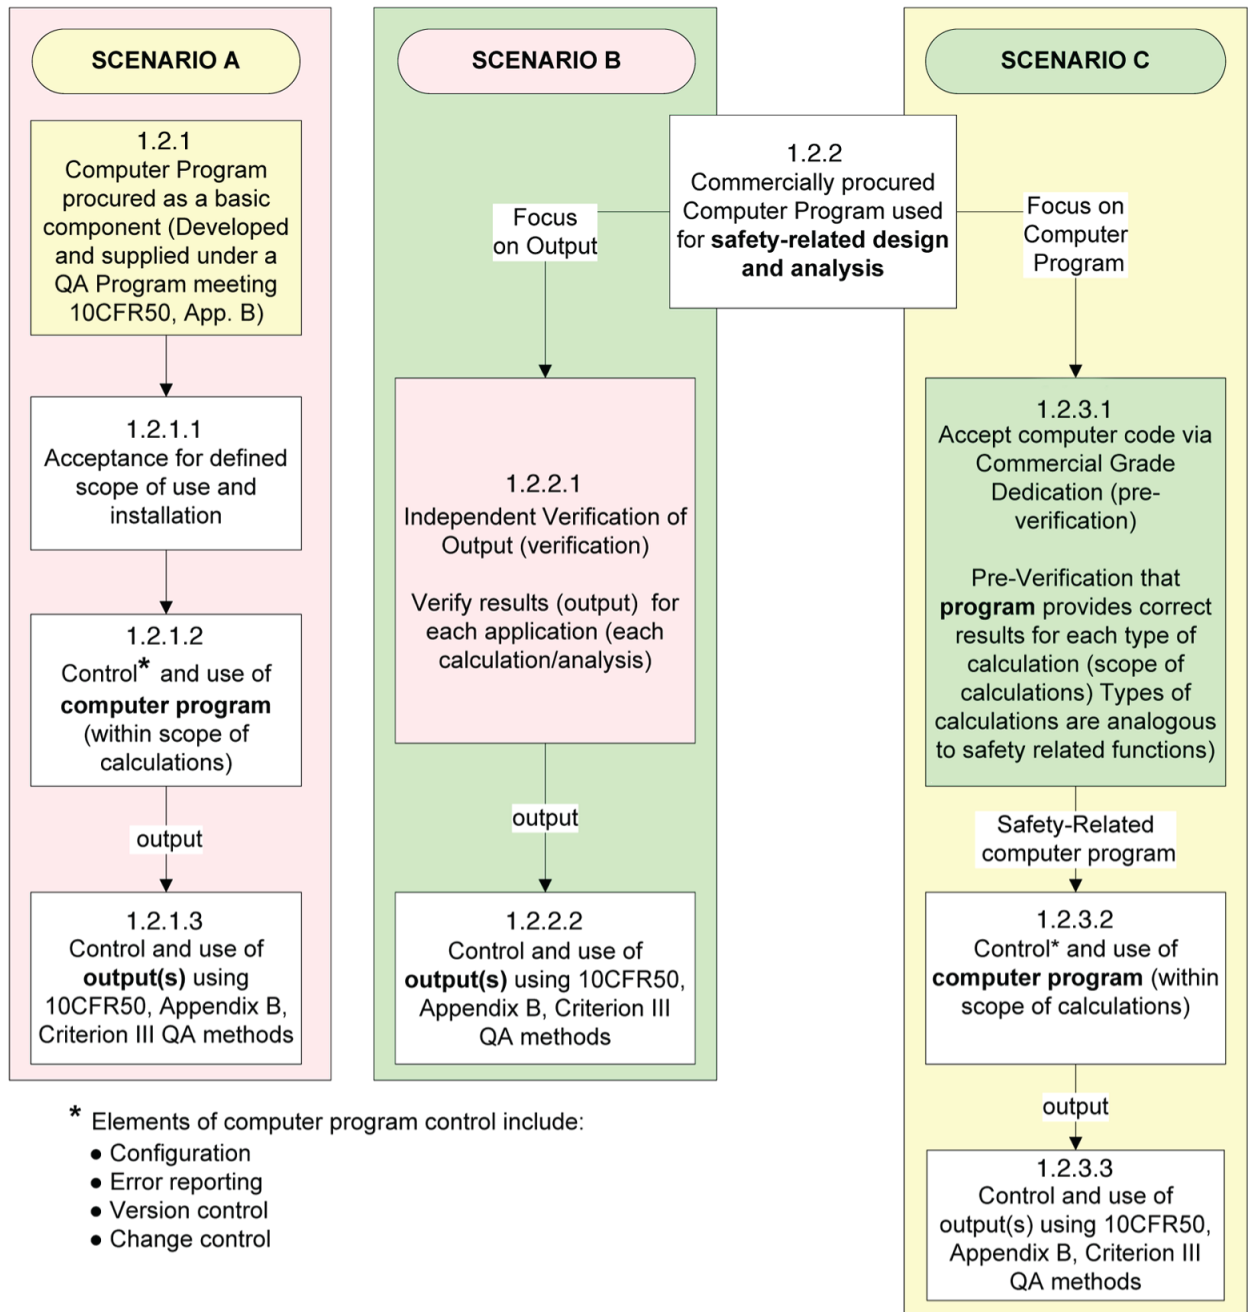 SCENARIO A
1.2.1
Computer Program
procured as a basic
component (Developed
and supplied under a
QA Program meeting
10CFR50, App. B)
1.2.1.1
Acceptance for defined
scope of use and
installation
1.2.1.2
Control* and use of
computer program
(within scope of
calculations)
output
1.2.1.3
Control and use of
output(s) using
10CFR50, Appendix B,
Criterion III QA methods
SCENARIO B
1.2.2
Commercially procured
Computer Program used
for safety-related design
and analysis
Focus
on Output
1.2.2.1
Independent Verification of
Output (verification)
Verify results (output) for
each application (each
calculation/analysis)
output
1.2.2.2
Control and use of
output(s) using 10CFR50,
Appendix B, Criterion III
QA methods
SCENARIO C
Focus on
Computer
Program
1.2.3.1
Accept computer code via
Commercial Grade
Dedication (pre-
verification)
Pre-Verification that
program provides correct
results for each type of
calculation (scope of
calculations) Types of
calculations are analogous
to safety related functions)
Safety-Related
computer program
1.2.3.2
Control* and use of
computer program (within
scope of calculations)
output
1.2.3.3
Control and use of
output(s) using 10CFR50,
Appendix B, Criterion III
QA methods
* Elements of computer program control include:
● Configuration
● Error reporting
● Version control
● Change control